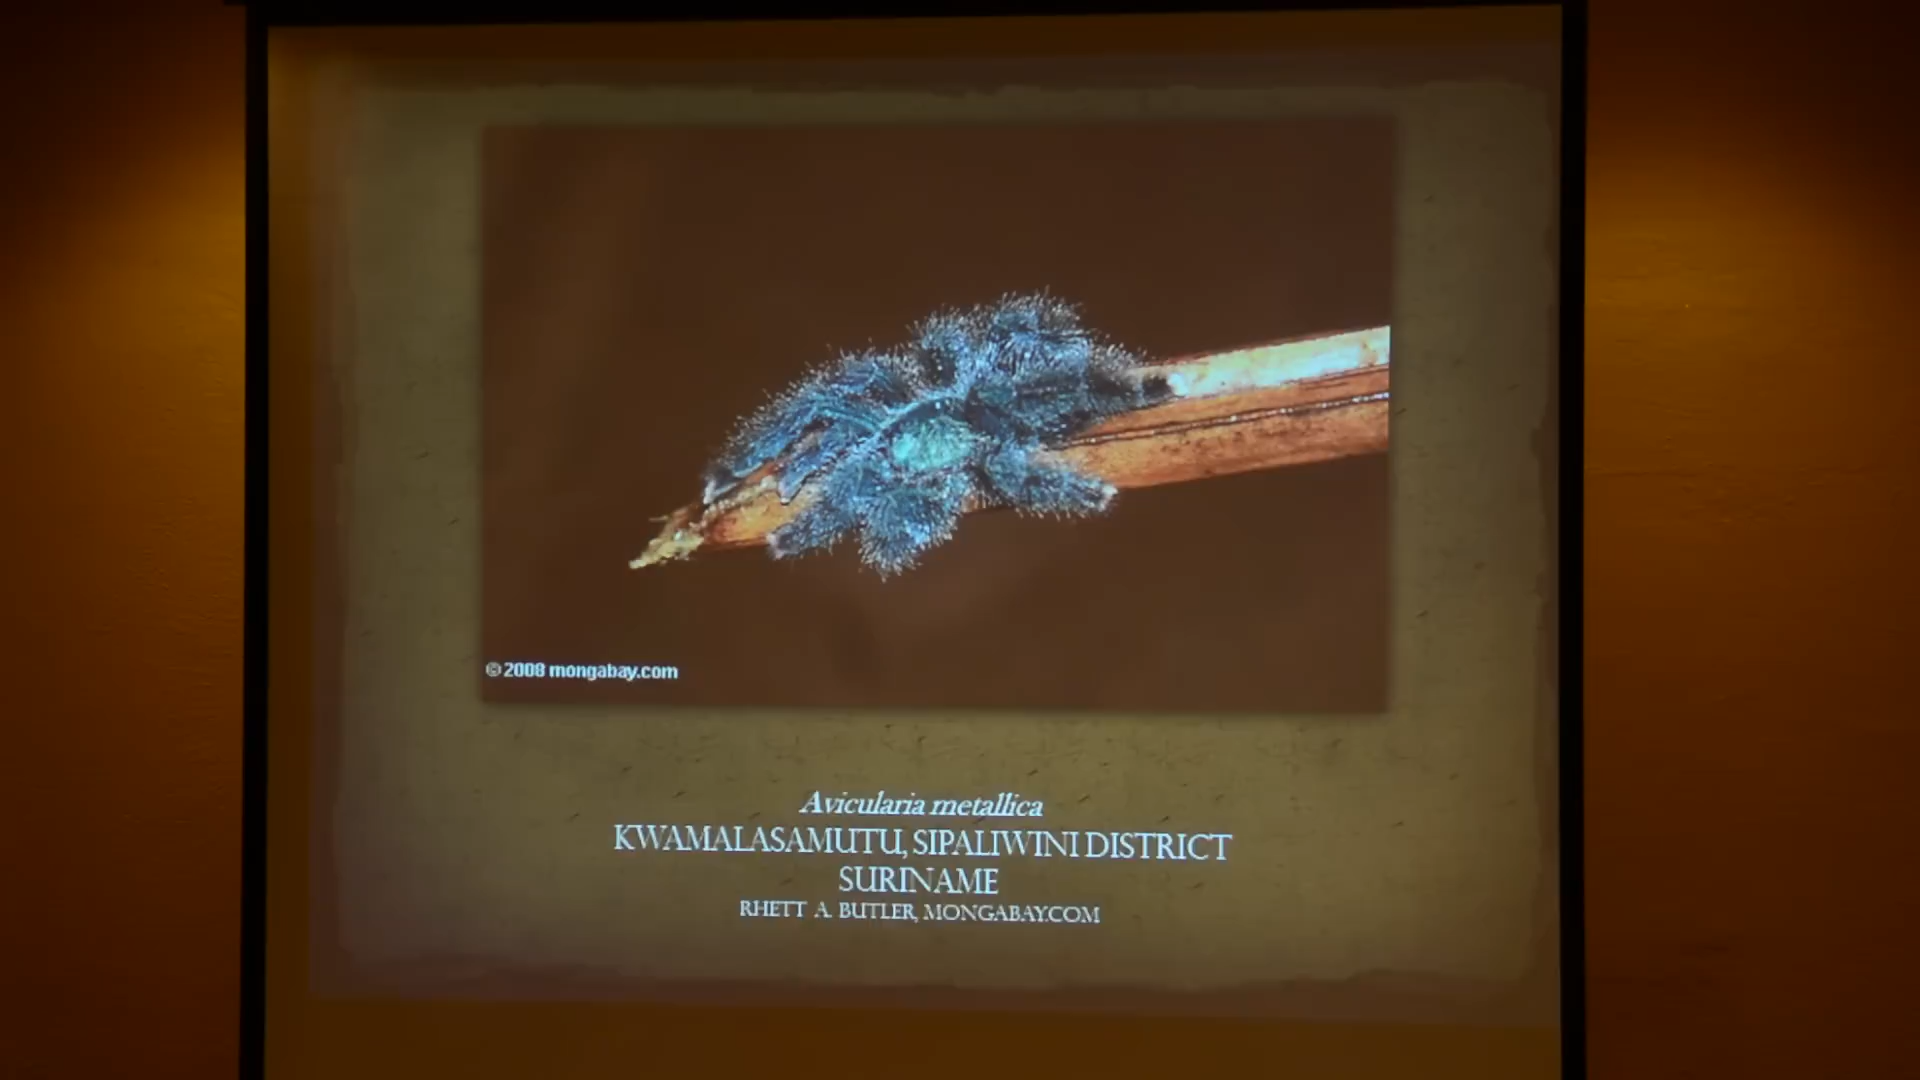 © 2008 mongabay.com
Avicularia metallica
KWAMALASAMUTU, SIPALIWINI DISTRICT
SURINAME
RHETT A. BUTLER, MONGABAY.COM